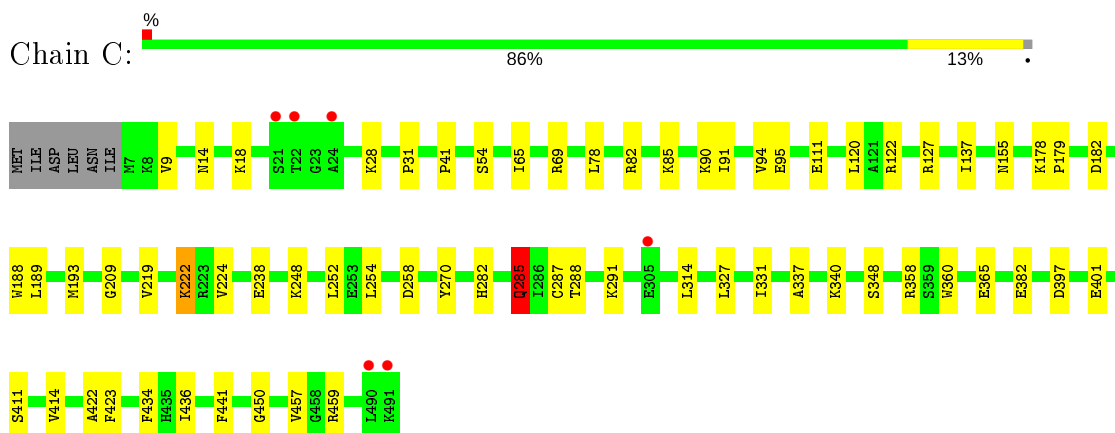 %
Chain C:
86%
13%
MET ILE ASP LEU ASN ILE M7 K8 V9 N14 K18 S21 T22 G23 A24 K28 P31 P41 S54 I65 R69 L78 R82 K85 K90 I91 V94 E95 E111 L120 A121 R122 R127 I137 N155 K178 P179 D182
W188 L189 M193 G209 V219 K222 R223 V224 E238 K248 L252 E253 L254 D258 Y270 H282 Q285 I286 C287 T288 K291 E305 L314 L327 I331 A337 K340 S348 R358 S359 W360 E365 E382 D397 E401
S411 V414 A422 F423 F434 H435 I436 F441 G450 V457 G458 R459 L490 K491